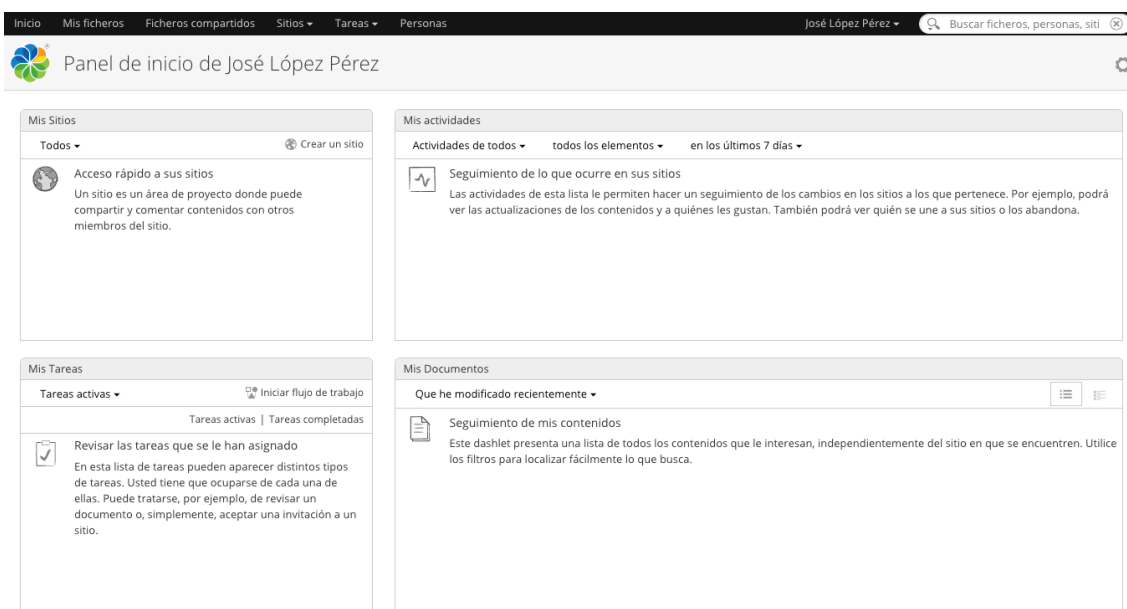 Inicio Mis ficheros Ficheros compartidos Sitios Tareas Personas José López Pérez Buscar ficheros, personas, siti
Panel de inicio de José López Pérez
Mis Sitios
Todos Crear un sitio
Acceso rápido a sus sitios
Un sitio es un área de proyecto donde puede
compartir y comentar contenidos con otros
miembros del sitio.
Mis actividades
Actividades de todos todos los elementos en los últimos 7 días
Seguimiento de lo que ocurre en sus sitios
Las actividades de esta lista le permiten hacer un seguimiento de los cambios en los sitios a los que pertenece. Por ejemplo, podrá
ver las actualizaciones de los contenidos y a quiénes les gustan. También podrá ver quién se une a sus sitios o los abandona.
Mis Tareas
Tareas activas Iniciar flujo de trabajo
Tareas activas | Tareas completadas
Revisar las tareas que se le han asignado
En esta lista de tareas pueden aparecer distintos tipos
de tareas. Usted tiene que ocuparse de cada una de
ellas. Puede tratarse, por ejemplo, de revisar un
documento o, simplemente, aceptar una invitación a un
sitio.
Mis Documentos
Que he modificado recientemente
Seguimiento de mis contenidos
Este dashlet presenta una lista de todos los contenidos que le interesan, independientemente del sitio en que se encuentren. Utilice
los filtros para localizar fácilmente lo que busca.